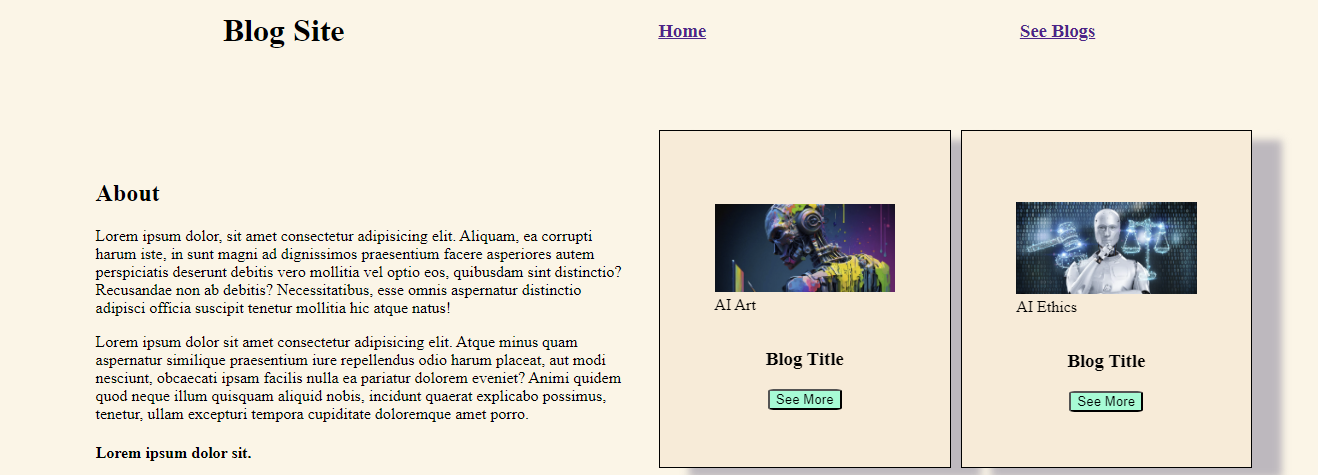 Blog Site
Home
See Blogs
About
Lorem ipsum dolor, sit amet consectetur adipisicing elit. Aliquam, ea corrupti
harum iste, in sunt magni ad dignissimos praesentium facere asperiores autem
perspiciatis deserunt debitis vero mollitia vel optio eos, quibusdam sint distinctio?
Recusandae non ab debitis? Necessitatibus, esse omnis aspernatur distinctio
adipisci officia suscipit tenetur mollitia hic atque natus!
Lorem ipsum dolor sit amet consectetur adipisicing elit. Atque minus quam
aspernatur similique praesentium iure repellendus odio harum placeat, aut modi
nesciunt, obcaecati ipsam facilis nulla ea pariatur dolorem eveniet? Animi quidem
quod neque illum quisquam aliquid nobis, incidunt quaerat explicabo possimus,
tenetur, ullam excepturi tempora cupiditate doloremque amet porro.
Lorem ipsum dolor sit.
AI Art
Blog Title
See More
AI Ethics
Blog Title
See More